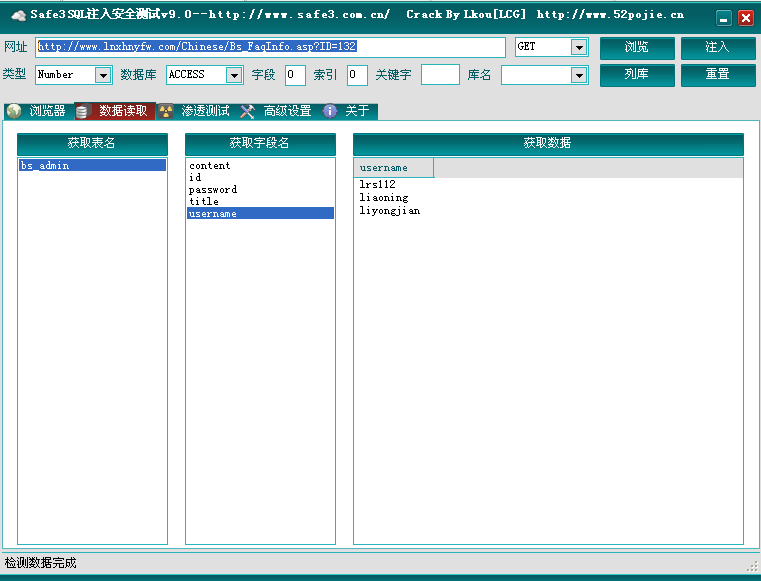 Safe3SQL注入安全测试v9.0--http://www.safe3.com.cn/ Crack By Lkou[LCG] http://www.52pojie.cn
网址 http://www.lnxhnyfw.com/Chinese/Bs_FaqInfo.asp?ID=132 GET 浏览 注入
类型 Number 数据库 ACCESS 字段 0 索引 0 关键字 库名 列库 重置
浏览器 数据读取 渗透测试 高级设置 关于
获取表名 获取字段名 获取数据
bs_admin
content
id
password
title
username
username
lrs112
liaoning
liyongjian
检测数据完成